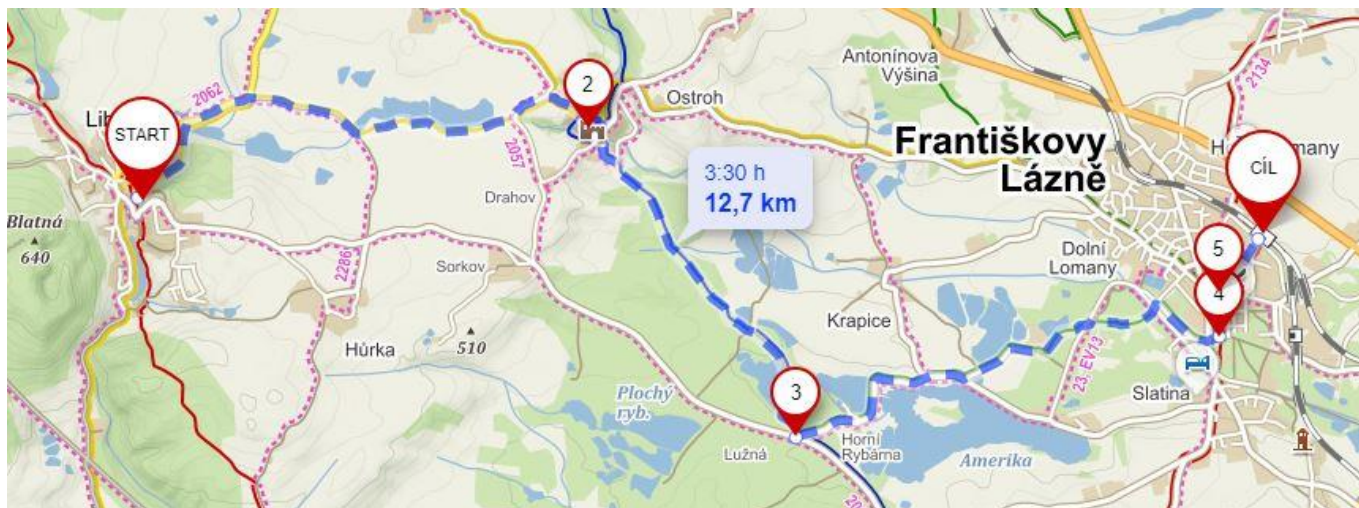 Antonínova
Výšina
2134
2
2062
Ostroh
Lib
START
Františkovy
Lázně
CÍL
2057
3:30 h
12,7 km
Drahov
Blatná
640
5
Dolní
Lomany
2286
Sorkov
4
Krapice
Hůrka
510
23, EV13
Plochý
ryb.
3
Slatina
Lužná
Horní
Rybárna
Amerika